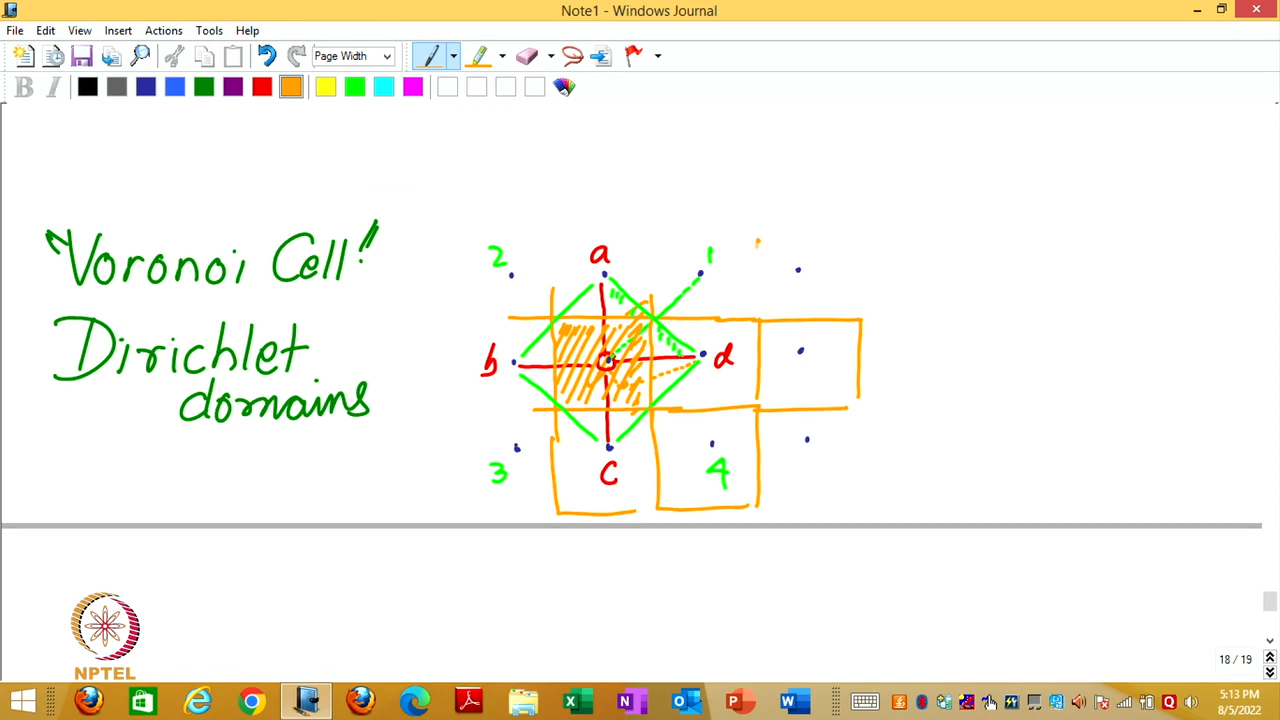 Note1 - Windows Journal
File Edit View Insert Actions Tools Help
Page Width
B I
"Voronoi Cell"
Dirichlet
domains
2 a 1
b d
3 c 4
NPTEL
18 / 19
5:13 PM
8/5/2022